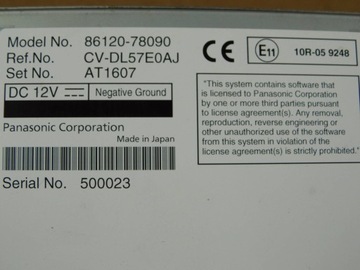 Model No. 86120-78090
Ref.No. CV-DL57E0AJ
Set No. AT1607
DC 12V Negative Ground
Panasonic Corporation
Made in Japan
Serial No. 500023
CE E11 10R-05 9248
"This system contains software that
is licensed to Panasonic Corporation
by one or more third parties pursuant
to license agreement(s). Any removal,
reproduction, reverse engineering or
other unauthorized use of the software
from this system in violation of the
license agreement(s) is strictly prohibited."